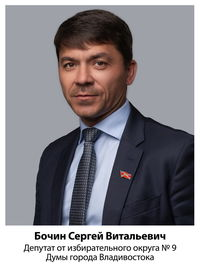 Бочин Сергей Витальевич
Депутат от избирательного округа № 9
Думы города Владивостока